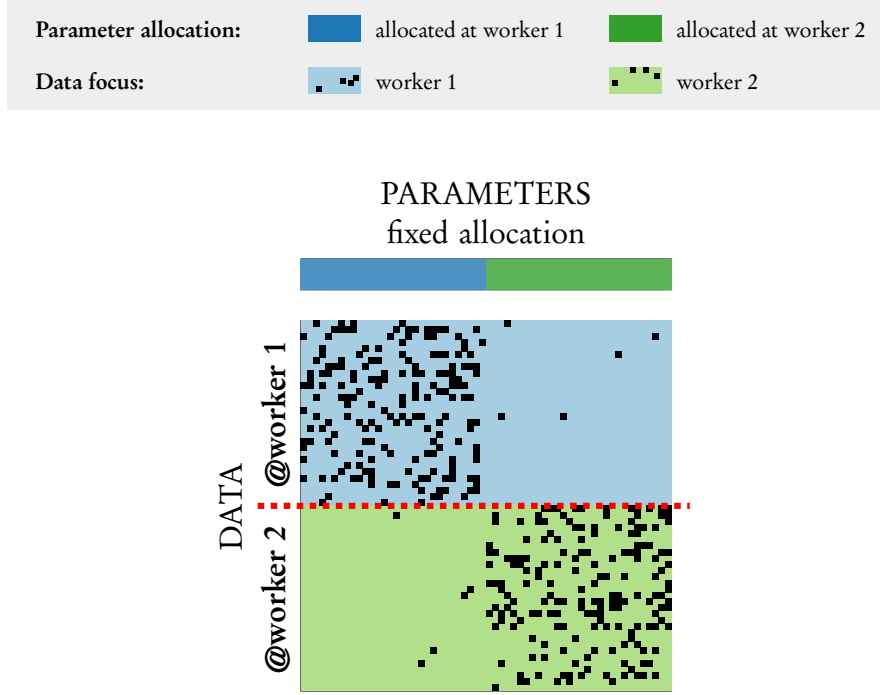 Parameter allocation: allocated at worker 1 allocated at worker 2
Data focus: worker 1 worker 2
PARAMETERS
fixed allocation
DATA
@worker 1
@worker 2